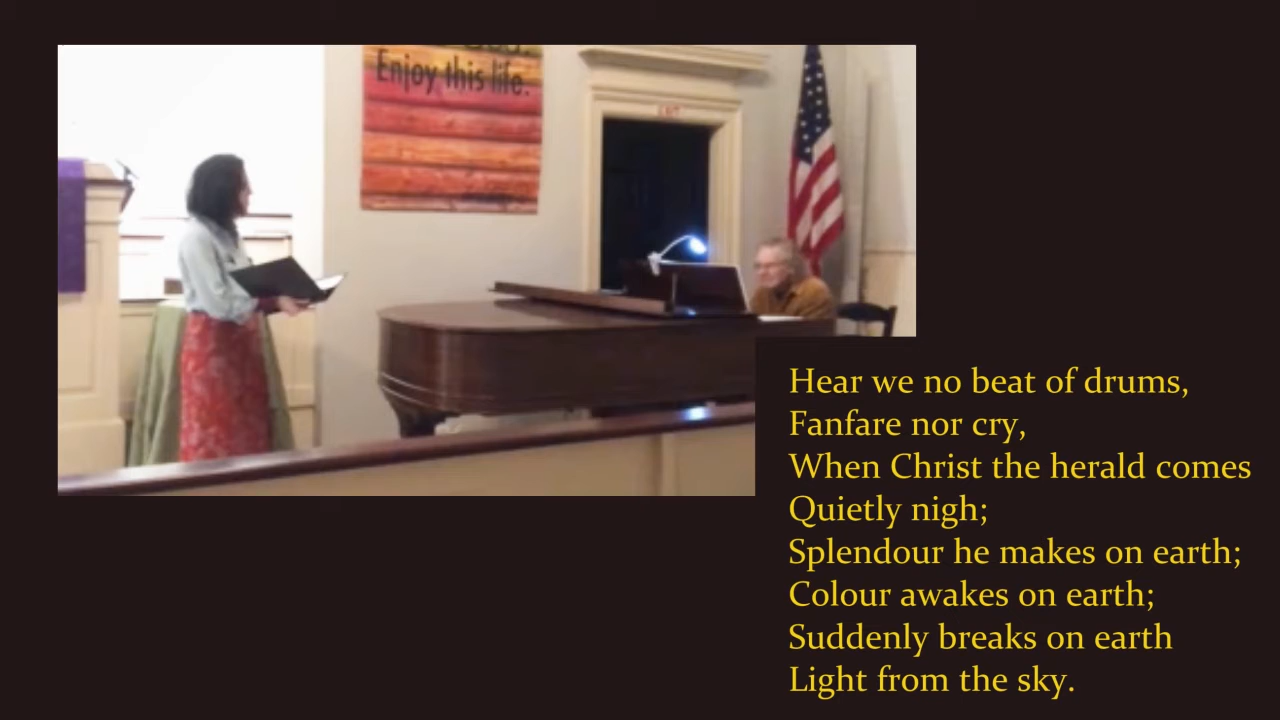 Enjoy this life.
EXIT
Hear we no beat of drums,
Fanfare nor cry,
When Christ the herald comes
Quietly nigh;
Splendour he makes on earth;
Colour awakes on earth;
Suddenly breaks on earth
Light from the sky.